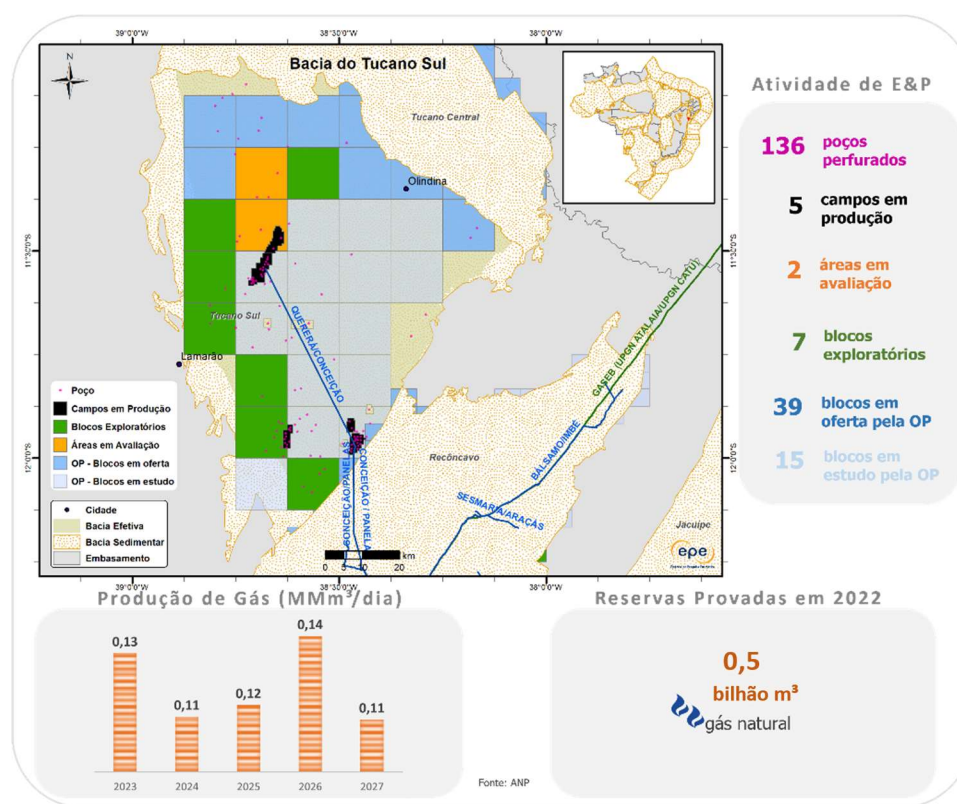 39°0'0"W
38°30'0"W
38°0'0"W
N
Bacia do Tucano Sul
Tucano Central
Olindina
11°30'0"S
11°30'0"S
Tucano Sul
QUERERÁ/CONCEIÇÃO
GASEB (UPGN ATALAIA/UPGN CATU)
Lamarão
Poço
Campos em Produção
Blocos Exploratórios
Áreas em Avaliação
OP - Blocos em oferta
OP - Blocos em estudo
Cidade
Bacia Efetiva
Bacia Sedimentar
Embasamento
12°0'0"S
12°0'0"S
Recôncavo
BÁLSAMO/IMBÉ
CONCEIÇÃO/PANELAS
CONCEIÇÃO / PANELA
SESMARIA/ARAÇÁS
Jacuípe
epe
0 5 10 20
km
39°0'0"W
38°30'0"W
38°0'0"W
Atividade de E&P
136 poços perfurados
5 campos em produção
2 áreas em avaliação
7 blocos exploratórios
39 blocos em oferta pela OP
15 blocos em estudo pela OP
Produção de Gás (MMm³/dia)
0,13
0,11
0,12
0,14
0,11
2023
2024
2025
2026
2027
Reservas Provadas em 2022
0,5
bilhão m³
gás natural
Fonte: ANP